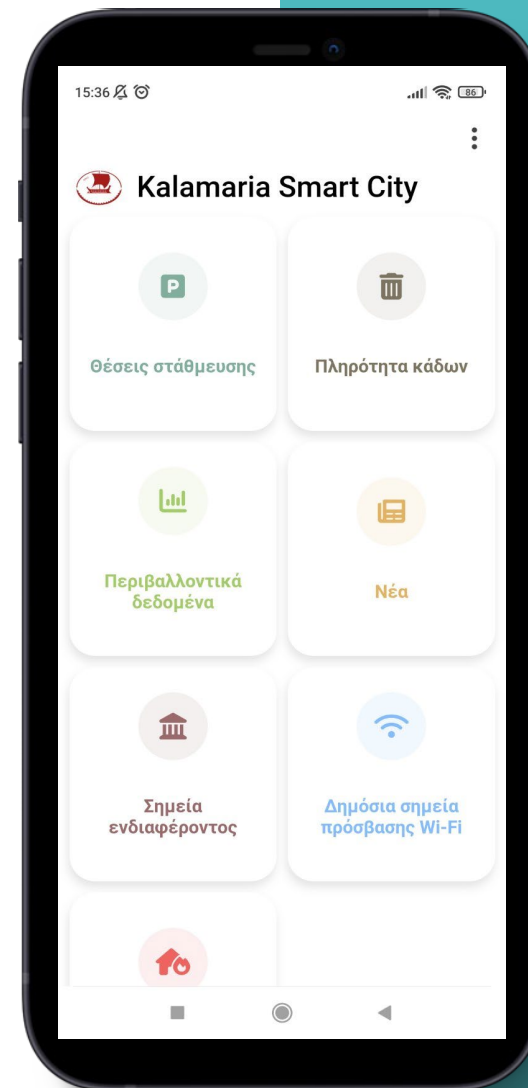 15:36
86
Kalamaria Smart City
P
Θέσεις στάθμευσης
Πληρότητα κάδων
Περιβαλλοντικά
δεδομένα
Νέα
Σημεία
ενδιαφέροντος
Δημόσια σημεία
πρόσβασης Wi-Fi